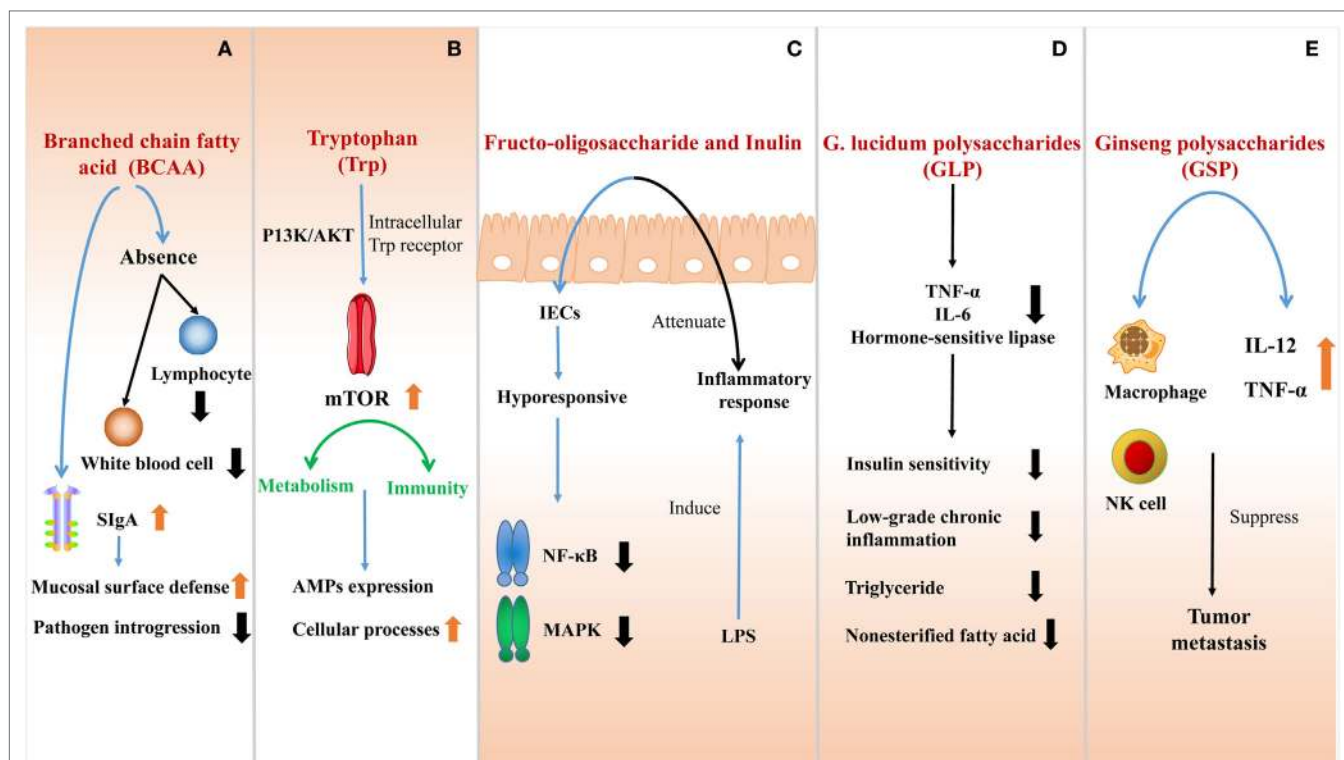 A
Branched chain fatty
acid (BCAA)
Absence
Lymphocyte
White blood cell
SIgA
Mucosal surface defense
Pathogen introgression
B
Tryptophan
(Trp)
P13K/AKT
Intracellular
Trp receptor
mTOR
Metabolism
Immunity
AMPs expression
Cellular processes
C
Fructo-oligosaccharide and Inulin
IECs
Attenuate
Hyporesponsive
Inflammatory
response
Induce
NF-κB
MAPK
LPS
D
G. lucidum polysaccharides
(GLP)
TNF-α
IL-6
Hormone-sensitive lipase
Insulin sensitivity
Low-grade chronic
inflammation
Triglyceride
Nonesterified fatty acid
E
Ginseng polysaccharides
(GSP)
Macrophage
IL-12
TNF-α
NK cell
Suppress
Tumor
metastasis